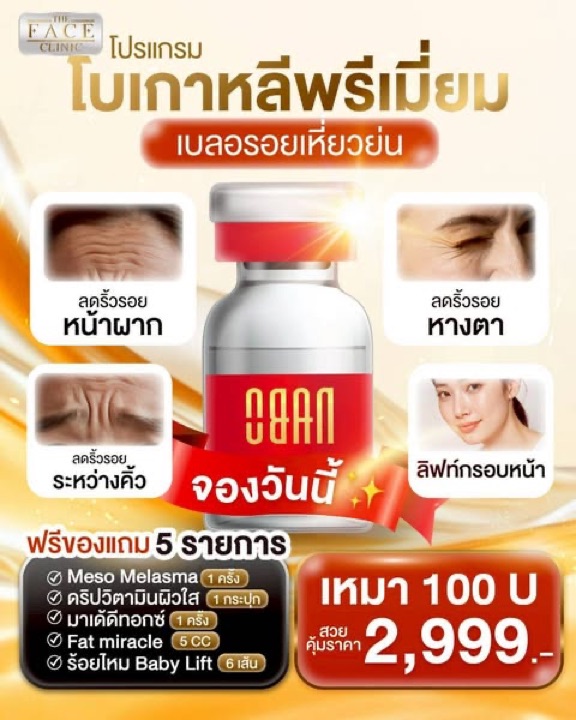 THE
FACE
CLINIC
โปรแกรม
โบเกาหลีพรีเมี่ยม
เบลอรอยเหี่ยวย่น
ลดริ้วรอย
หน้าผาก
ลดริ้วรอย
หางตา
ลดริ้วรอย
ระหว่างคิ้ว
ลิฟท์กรอบหน้า
จองวันนี้
ฟรีของแถม 5 รายการ
Meso Melasma 1 ครั้ง
ดริปวิตามินผิวใส 1 กระปุก
มาเด้ดีทอกซ์ 1 ครั้ง
Fat miracle 5 CC
ร้อยไหม Baby Lift 6 เส้น
เหมา 100 U
สวย
คุ้มราคา 2,999.-